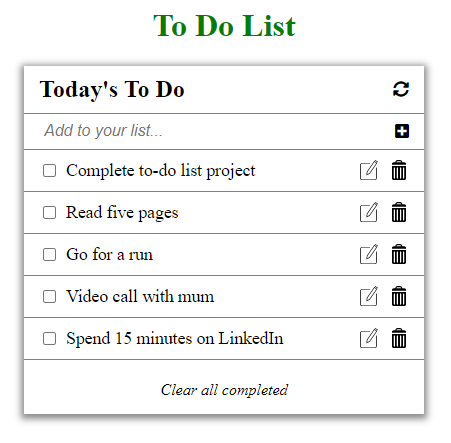 To Do List
Today's To Do
Add to your list...
Complete to-do list project
Read five pages
Go for a run
Video call with mum
Spend 15 minutes on LinkedIn
Clear all completed